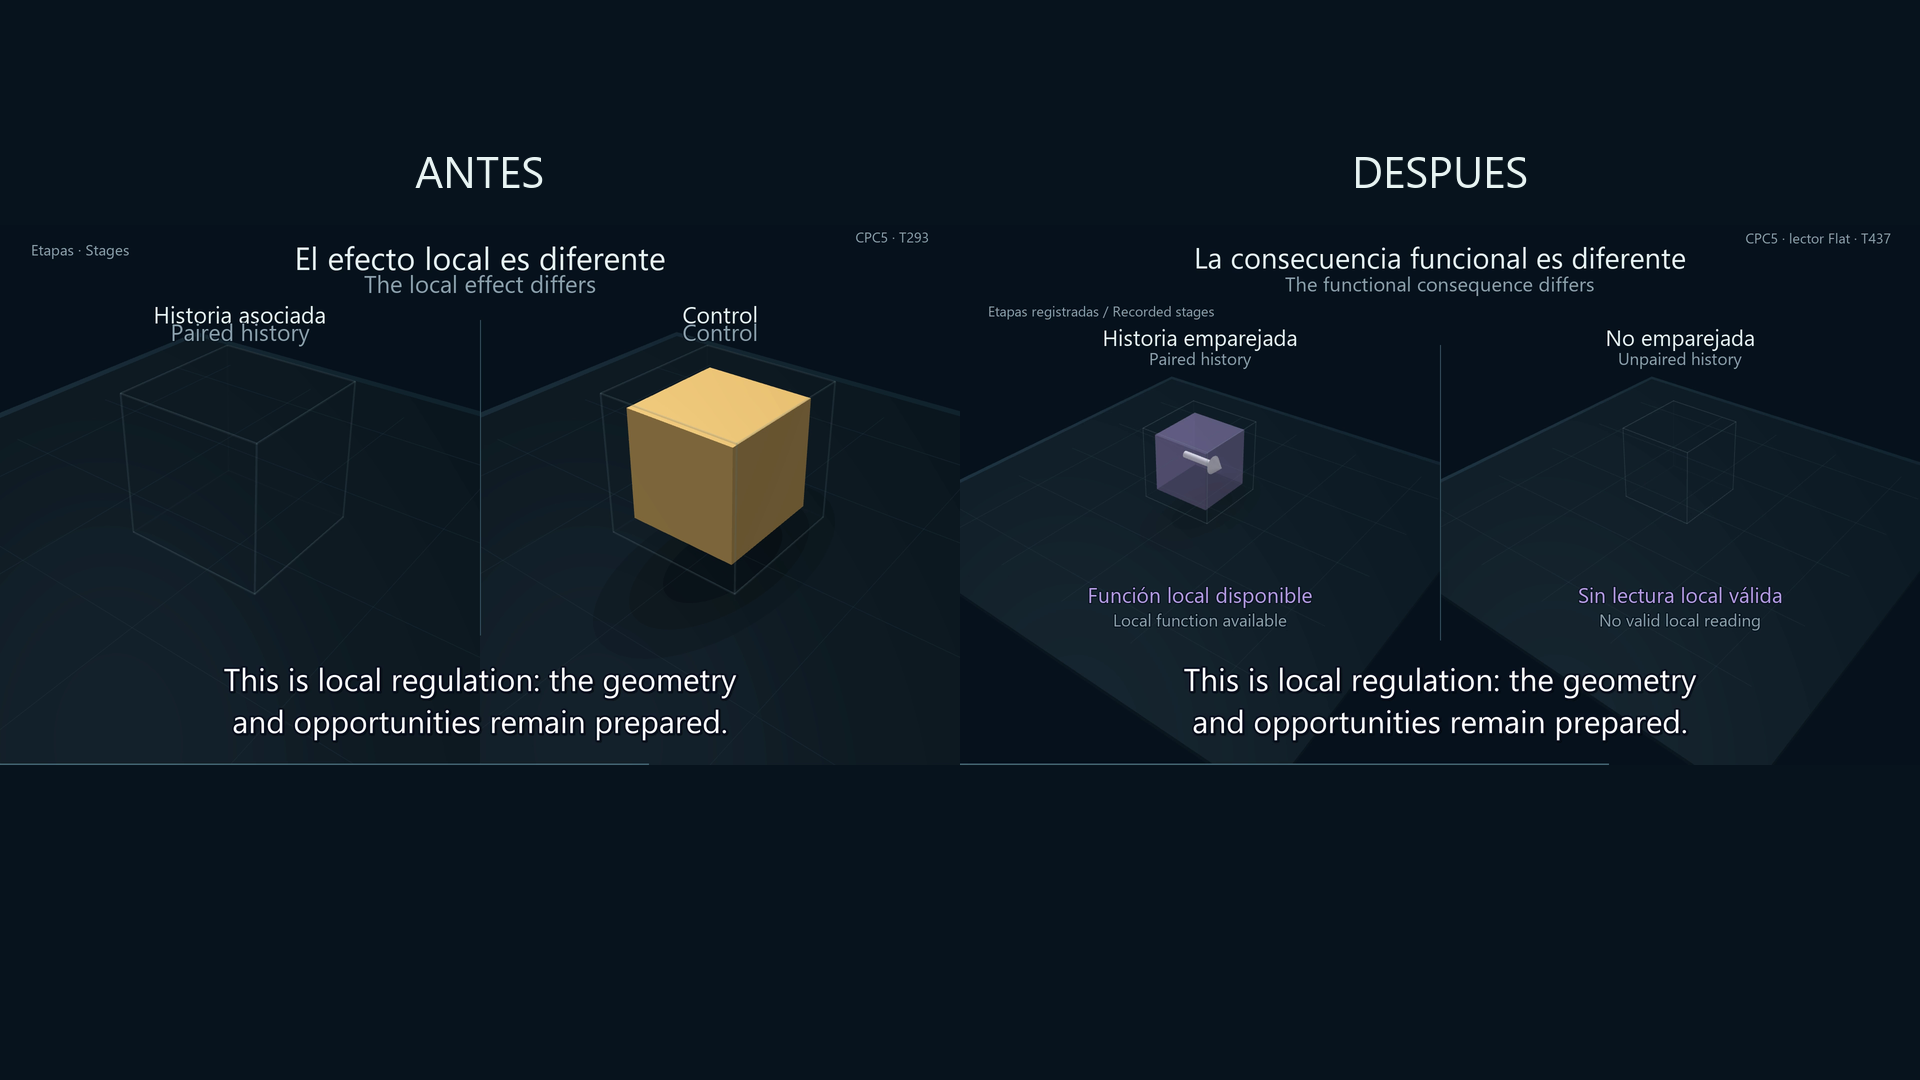 ANTES
Etapas · Stages
CPC5 · T293
El efecto local es diferente
The local effect differs
Historia asociada
Paired history
Control
Control
This is local regulation: the geometry
and opportunities remain prepared.
DESPUES
CPC5 · lector Flat · T437
La consecuencia funcional es diferente
The functional consequence differs
Etapas registradas / Recorded stages
Historia emparejada
Paired history
No emparejada
Unpaired history
Función local disponible
Local function available
Sin lectura local válida
No valid local reading
This is local regulation: the geometry
and opportunities remain prepared.